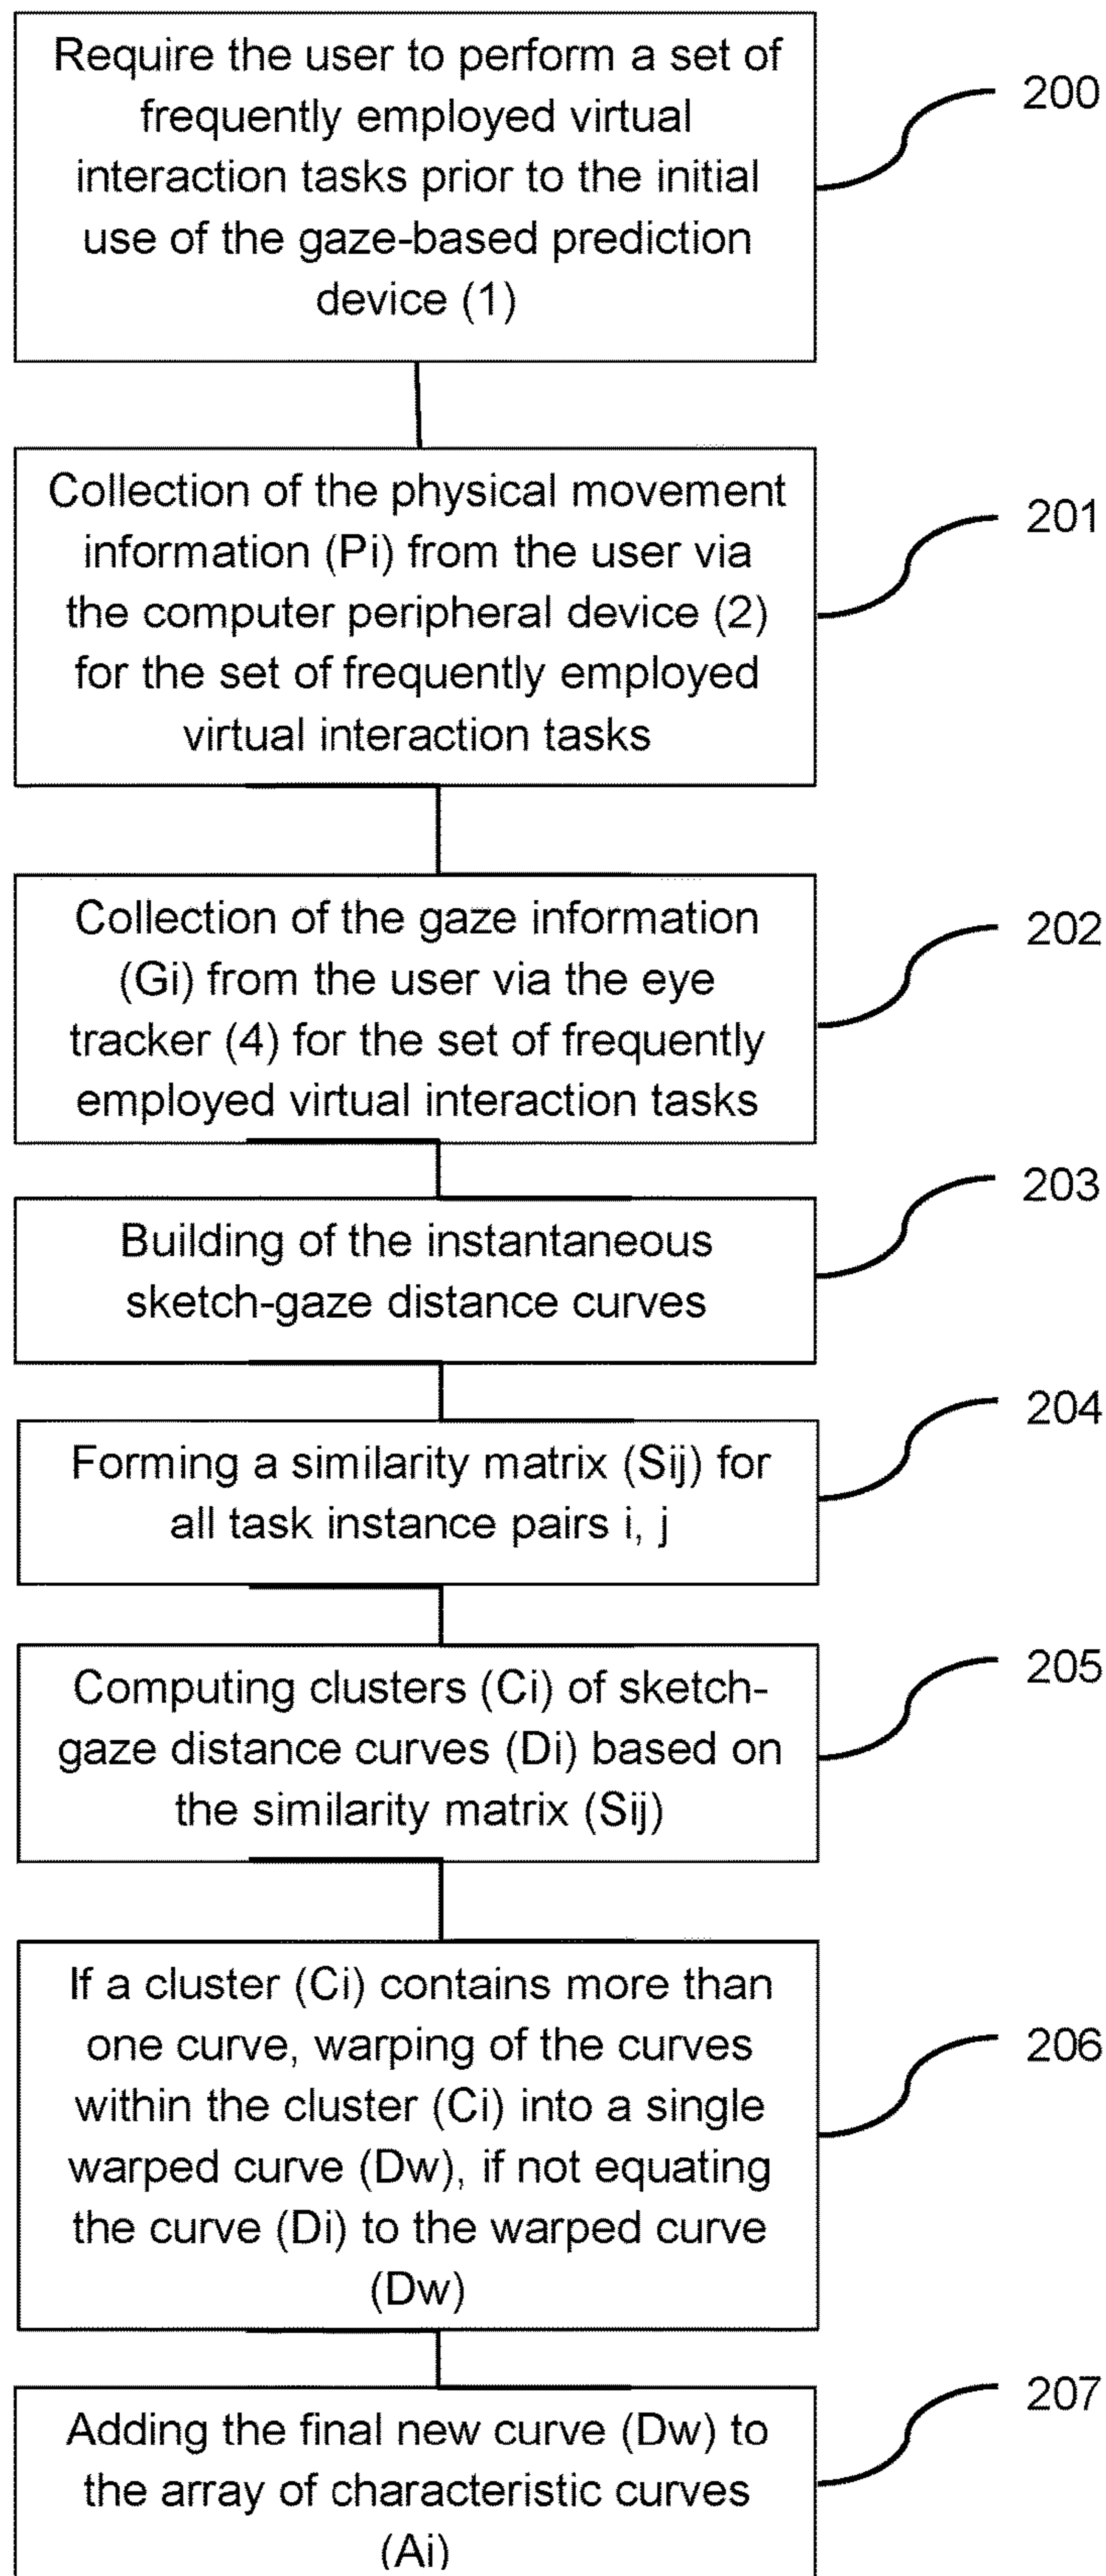 Require the user to perform a set of
frequently employed virtual
interaction tasks prior to the initial
use of the gaze-based prediction
device (1)
200
Collection of the physical movement
information (Pi) from the user via
the computer peripheral device (2)
for the set of frequently employed
virtual interaction tasks
201
Collection of the gaze information
(Gi) from the user via the eye
tracker (4) for the set of frequently
employed virtual interaction tasks
202
Building of the instantaneous
sketch-gaze distance curves
203
Forming a similarity matrix (Sij) for
all task instance pairs i, j
204
Computing clusters (Ci) of sketch-
gaze distance curves (Di) based on
the similarity matrix (Sij)
205
If a cluster (Ci) contains more than
one curve, warping of the curves
within the cluster (Ci) into a single
warped curve (Dw), if not equating
the curve (Di) to the warped curve
(Dw)
206
Adding the final new curve (Dw) to
the array of characteristic curves
(Ai)
207